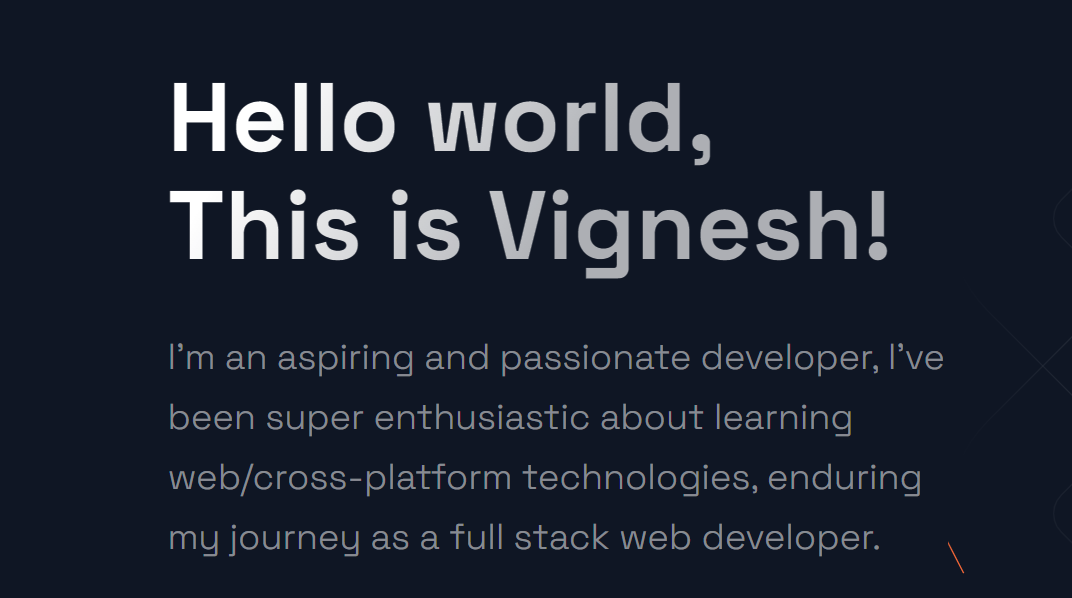 Hello world,
This is Vignesh!
I’m an aspiring and passionate developer, I’ve
been super enthusiastic about learning
web/cross-platform technologies, enduring
my journey as a full stack web developer.